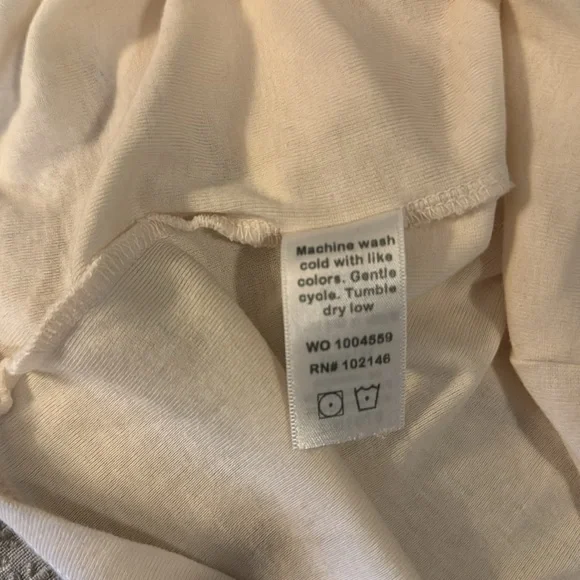 Machine wash
cold with like
colors. Gentle
cycle. Tumble
dry low
WO 1004559
RN# 102146